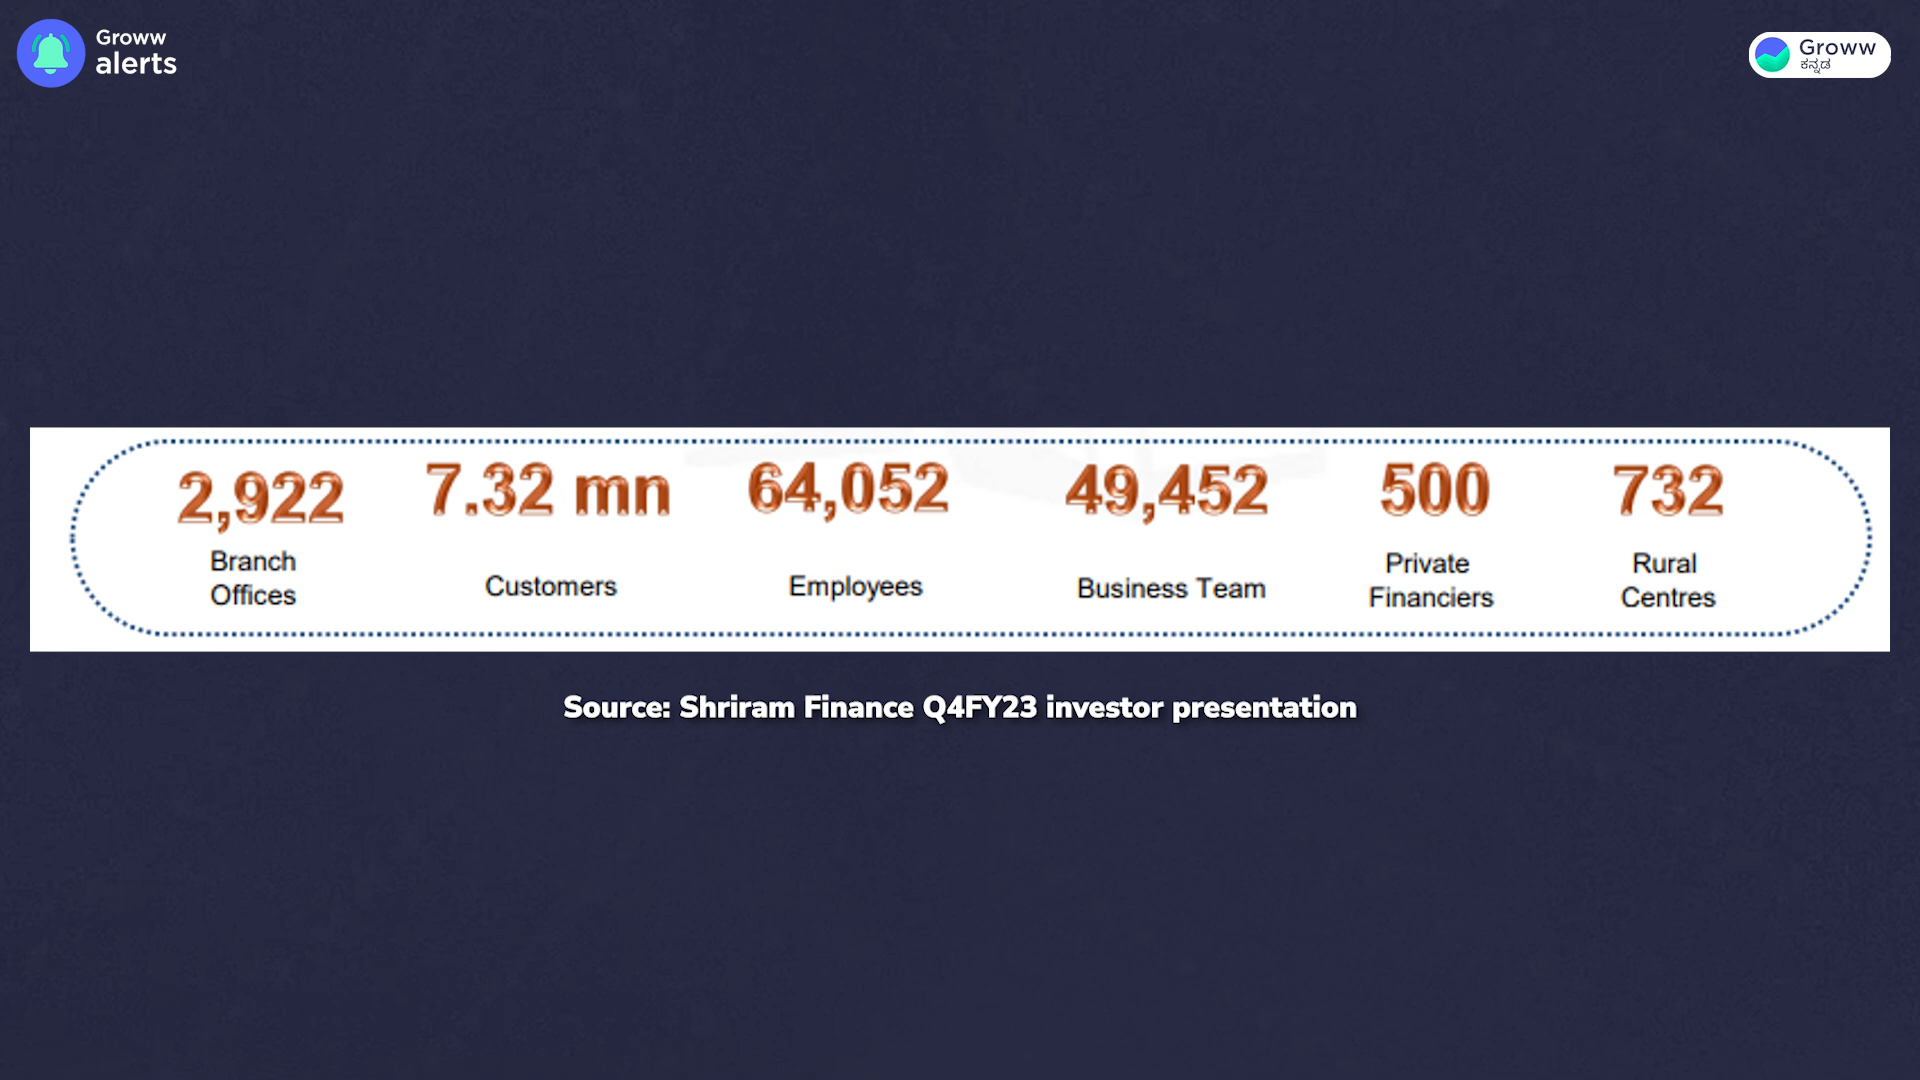 Groww
alerts
Groww
ಕನ್ನಡ
2,922
Branch
Offices
7.32 mn
Customers
64,052
Employees
49,452
Business Team
500
Private
Financiers
732
Rural
Centres
Source: Shriram Finance Q4FY23 investor presentation